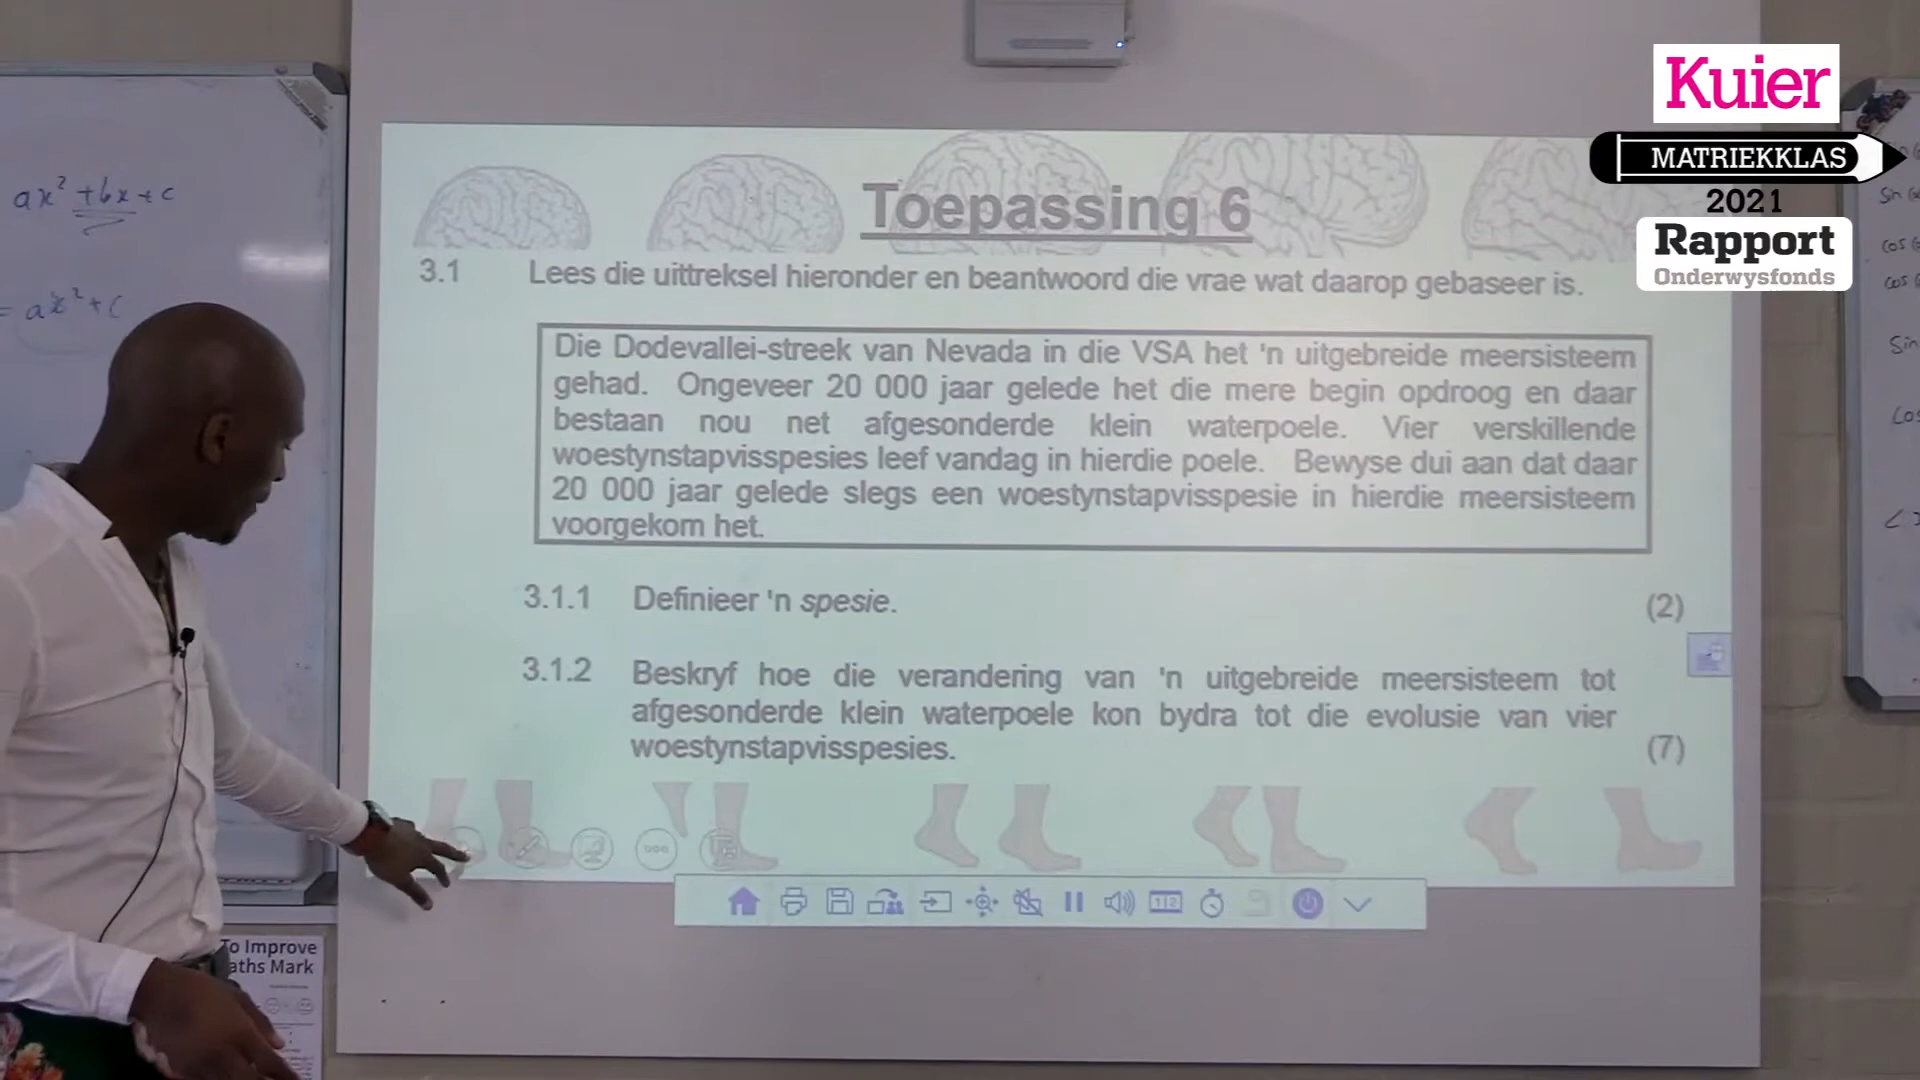 Kuier
MATRIEKKLAS
2021
Rapport
Onderwysfonds
ax² + bx + c
= ax² + c
Toepassing 6
3.1 Lees die uittreksel hieronder en beantwoord die vrae wat daarop gebaseer is.
Die Dodevallei-streek van Nevada in die VSA het 'n uitgebreide meersisteem
gehad. Ongeveer 20 000 jaar gelede het die mere begin opdroog en daar
bestaan nou net afgesonderde klein waterpoele. Vier verskillende
woestynstapvisspesies leef vandag in hierdie poele. Bewyse dui aan dat daar
20 000 jaar gelede slegs een woestynstapvisspesie in hierdie meersisteem
voorgekom het.
3.1.1 Definieer 'n spesie. (2)
3.1.2 Beskryf hoe die verandering van 'n uitgebreide meersisteem tot
afgesonderde klein waterpoele kon bydra tot die evolusie van vier
woestynstapvisspesies. (7)
To Improve
Mark
sin
cos
cos
Sin